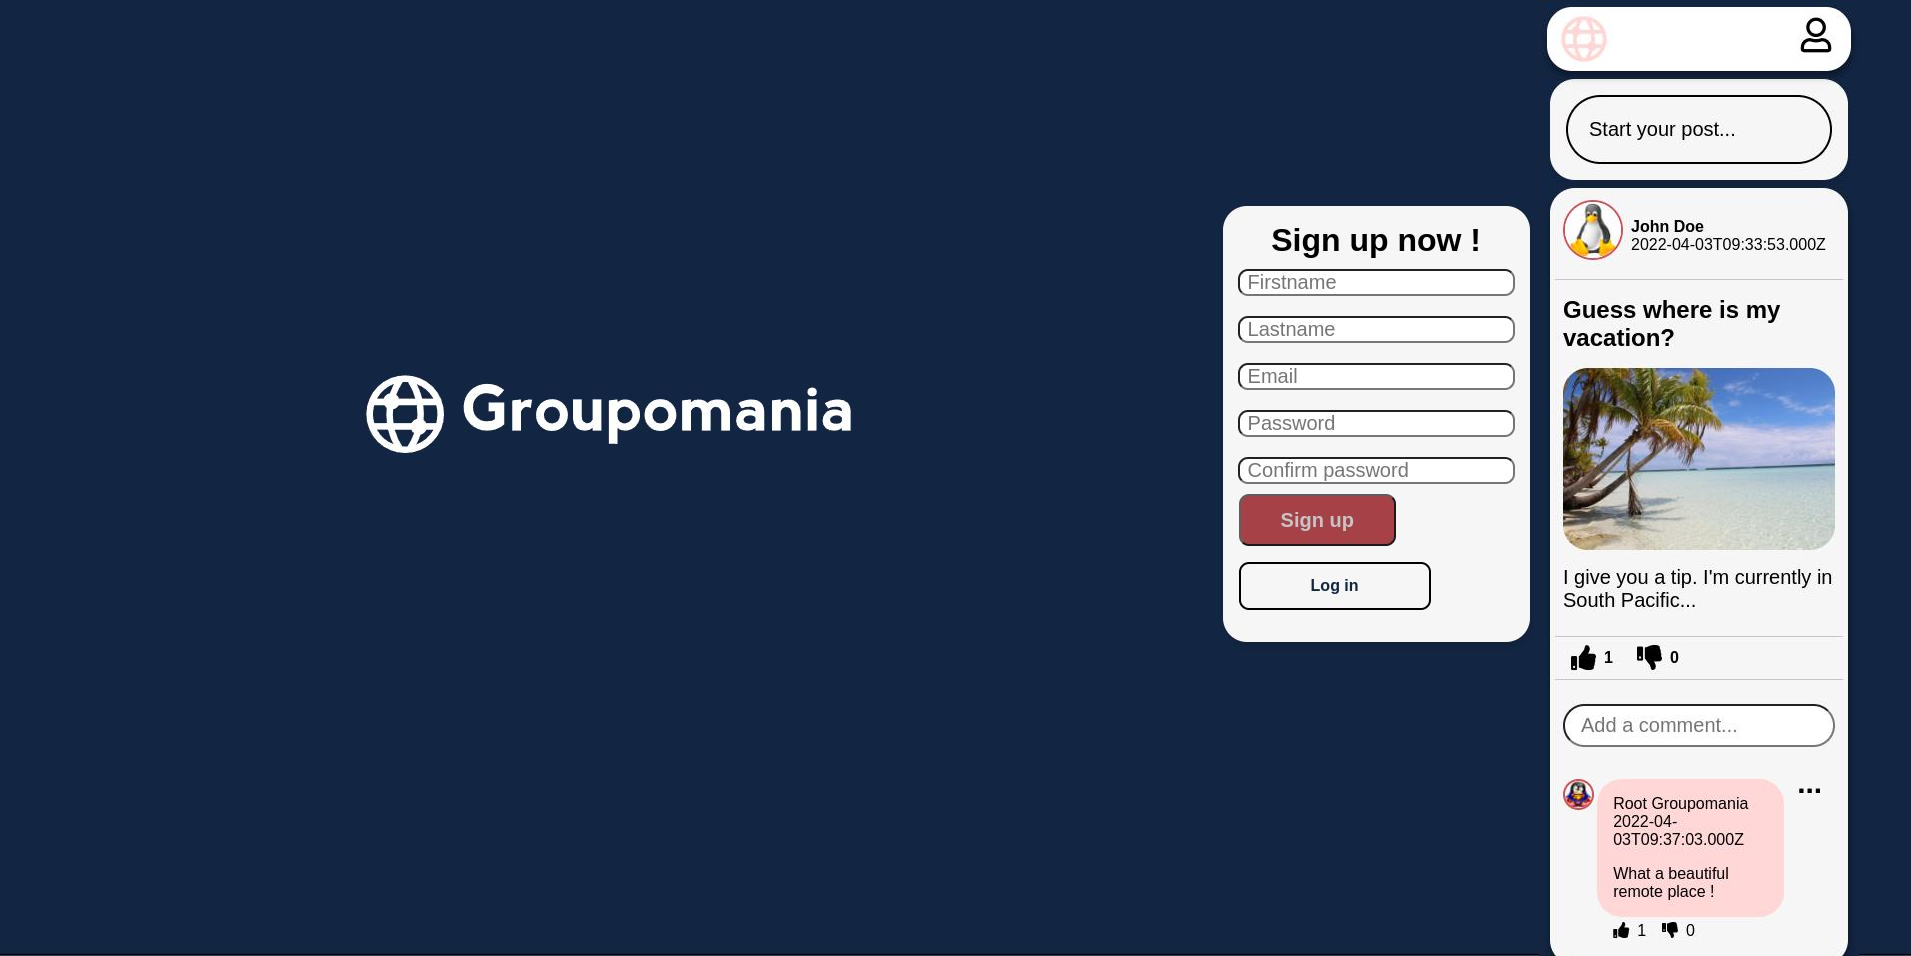 Groupomania
Sign up now !
Firstname
Lastname
Email
Password
Confirm password
Sign up
Log in
Start your post...
John Doe
2022-04-03T09:33:53.000Z
Guess where is my
vacation?
I give you a tip. I'm currently in
South Pacific...
1 0
Add a comment...
...
Root Groupomania
2022-04-
03T09:37:03.000Z
What a beautiful
remote place !
1 0